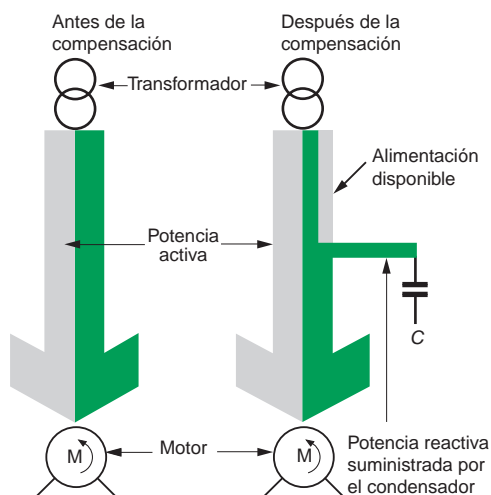 Antes de la
compensación
Después de la
compensación
Transformador
Alimentación
disponible
Potencia
activa
C
M
Motor
M
Potencia reactiva
suministrada por
el condensador